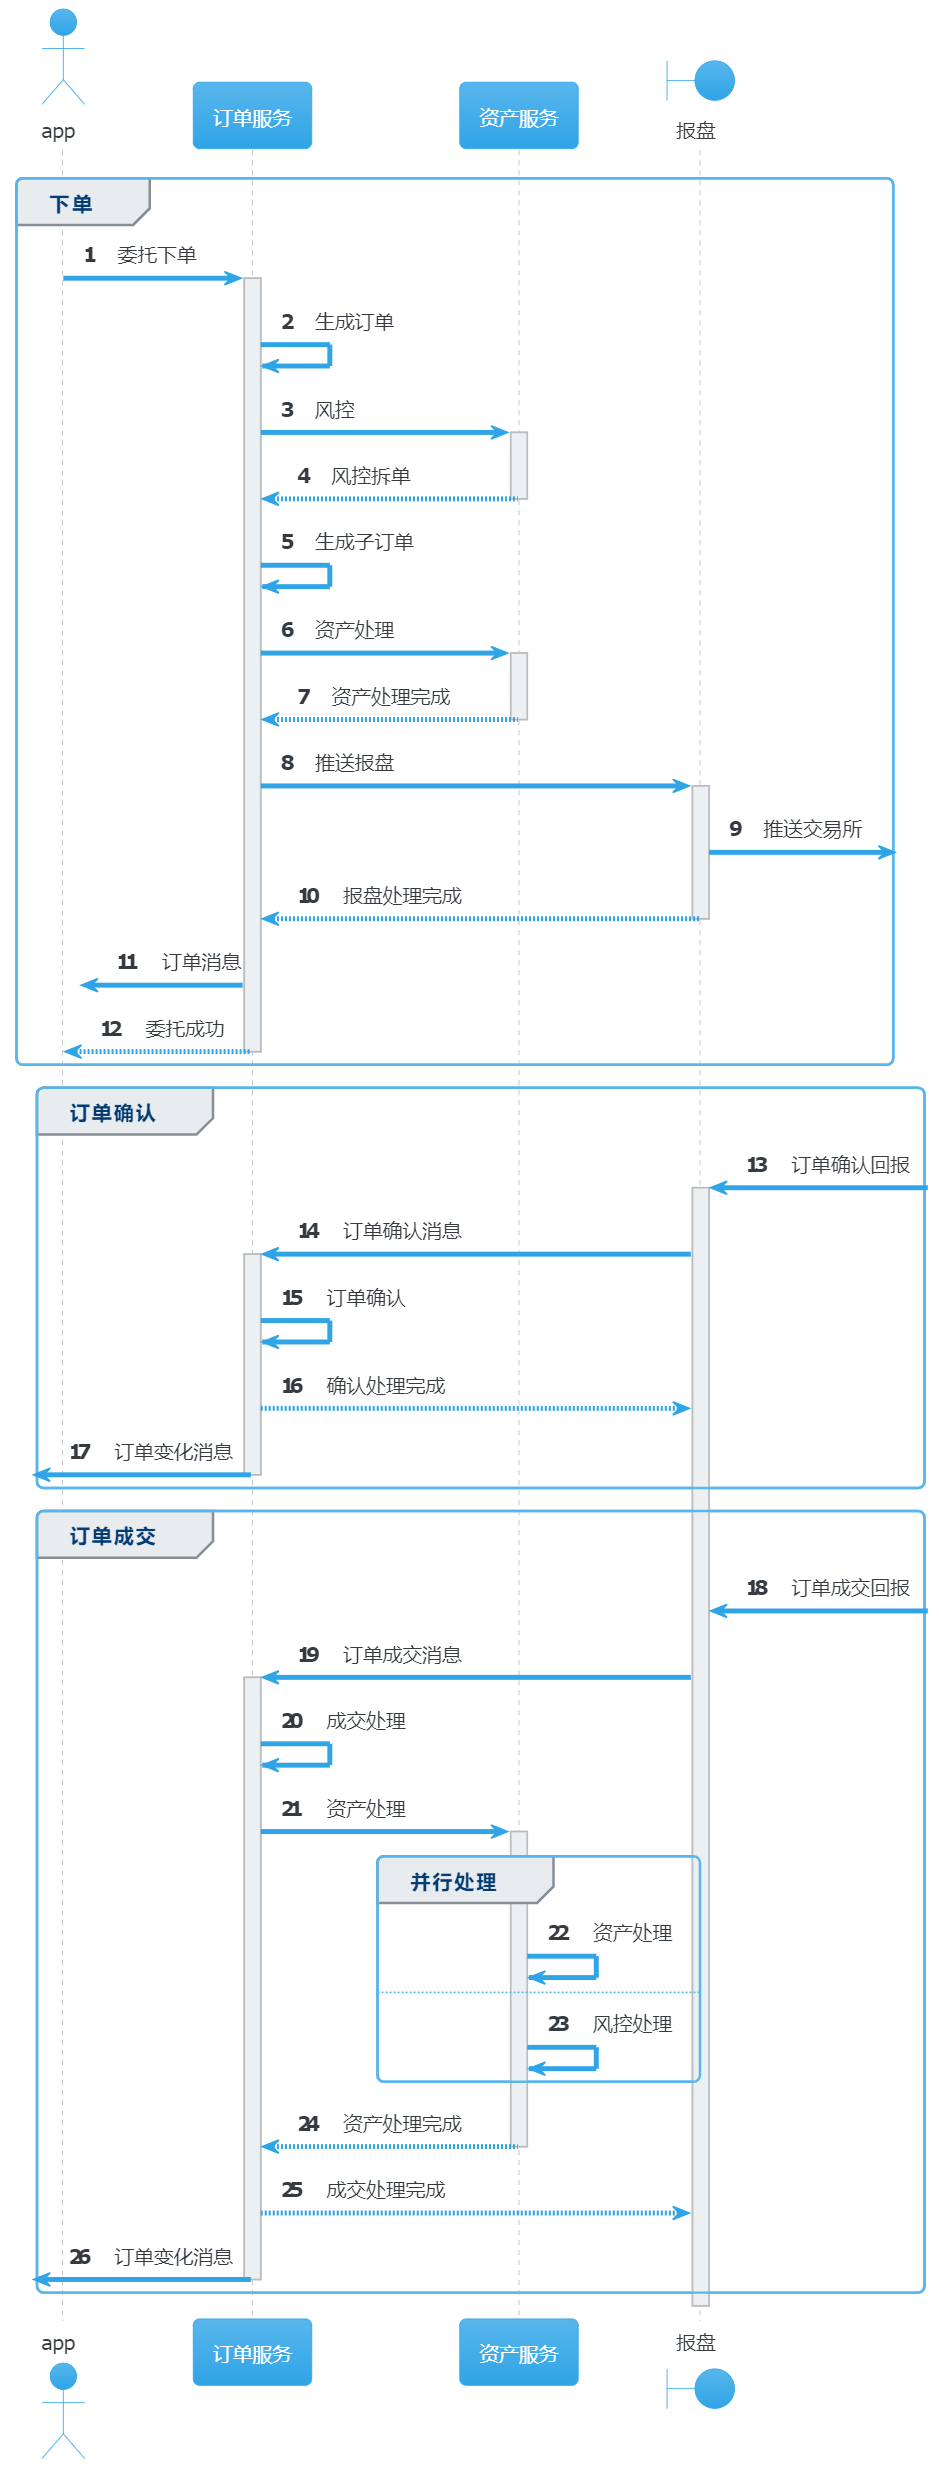 app
订单服务
资产服务
报盘
下单
1 委托下单
2 生成订单
3 风控
4 风控拆单
5 生成子订单
6 资产处理
7 资产处理完成
8 推送报盘
9 推送交易所
10 报盘处理完成
11 订单消息
12 委托成功
订单确认
13 订单确认回报
14 订单确认消息
15 订单确认
16 确认处理完成
17 订单变化消息
订单成交
18 订单成交回报
19 订单成交消息
20 成交处理
21 资产处理
并行处理
22 资产处理
23 风控处理
24 资产处理完成
25 成交处理完成
26 订单变化消息
app
订单服务
资产服务
报盘